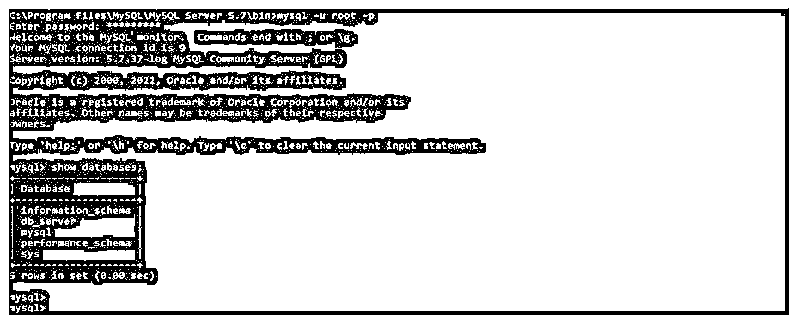 C:\Program Files\MySQL\MySQL Server 5.7\bin>mysql -u root -p
Enter password: *********
Welcome to the MySQL monitor.  Commands end with ; or \g.
Your MySQL connection id is 9
Server version: 5.7.37-log MySQL Community Server (GPL)
Copyright (c) 2000, 2022, Oracle and/or its affiliates.
Oracle is a registered trademark of Oracle Corporation and/or its
affiliates. Other names may be trademarks of their respective
owners.
Type 'help;' or '\h' for help. Type '\c' to clear the current input statement.
mysql> show databases;
+--------------------+
| Database           |
+--------------------+
| information_schema |
| db_server          |
| mysql              |
| performance_schema |
| sys                |
+--------------------+
5 rows in set (0.00 sec)
mysql>
mysql>